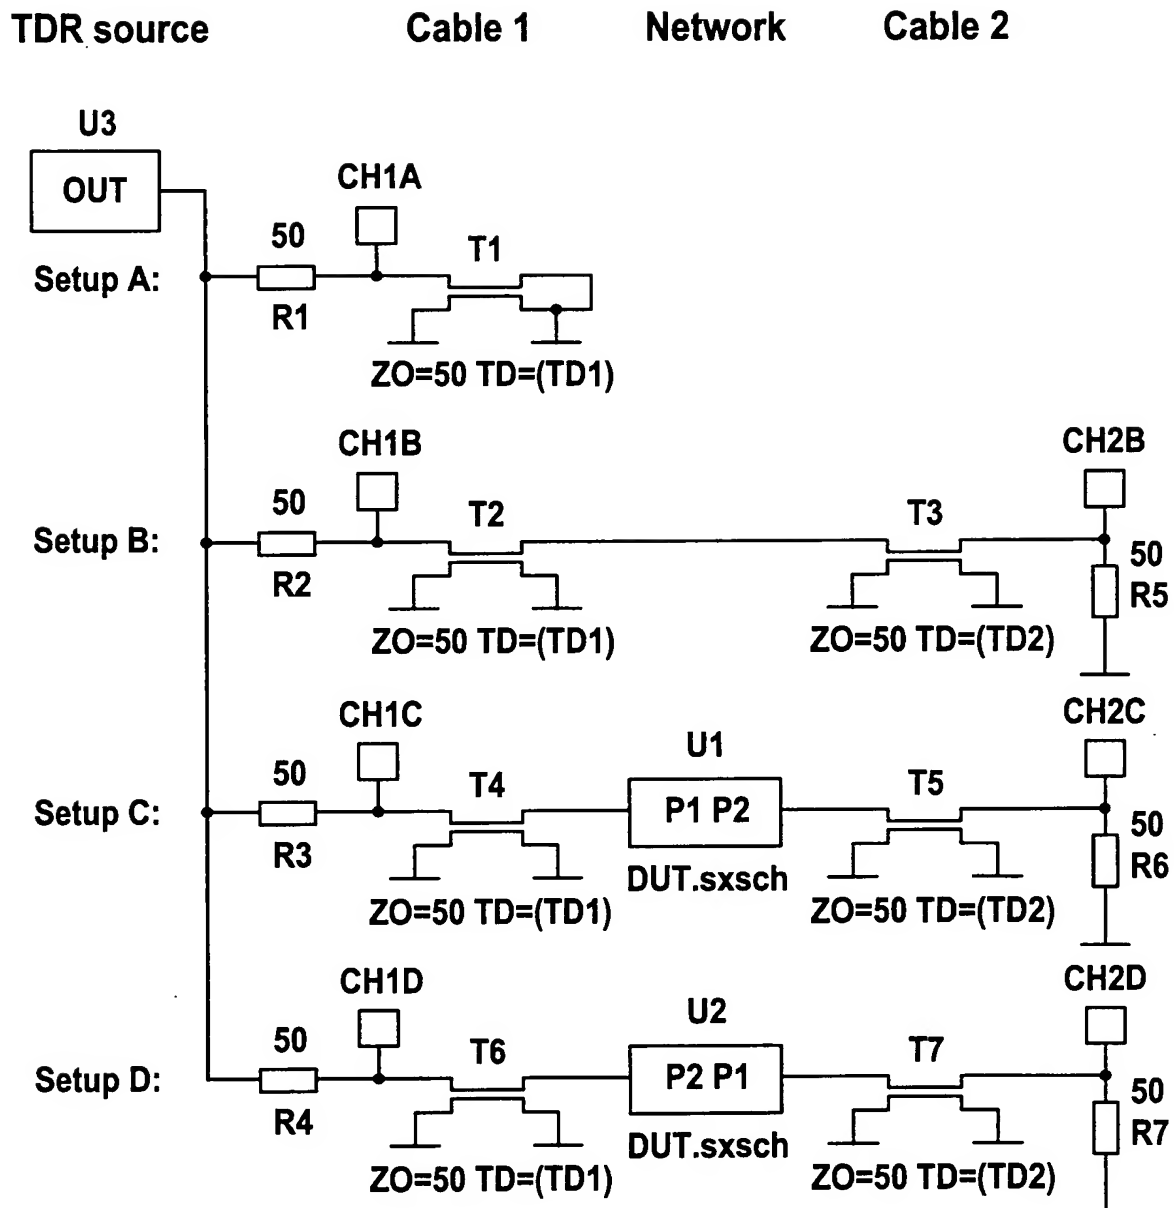 TDR source Cable 1 Network Cable 2
U3
OUT
CH1A
50
T1
Setup A:
R1
ZO=50 TD=(TD1)
CH1B
CH2B
50
T2
T3
Setup B:
50
R2
R5
ZO=50 TD=(TD1)
ZO=50 TD=(TD2)
CH1C
CH2C
U1
50
T4
T5
Setup C:
P1 P2
50
R3
R6
DUT.sxsch
ZO=50 TD=(TD1)
ZO=50 TD=(TD2)
CH1D
CH2D
U2
50
T6
T7
Setup D:
P2 P1
50
R4
R7
DUT.sxsch
ZO=50 TD=(TD1)
ZO=50 TD=(TD2)